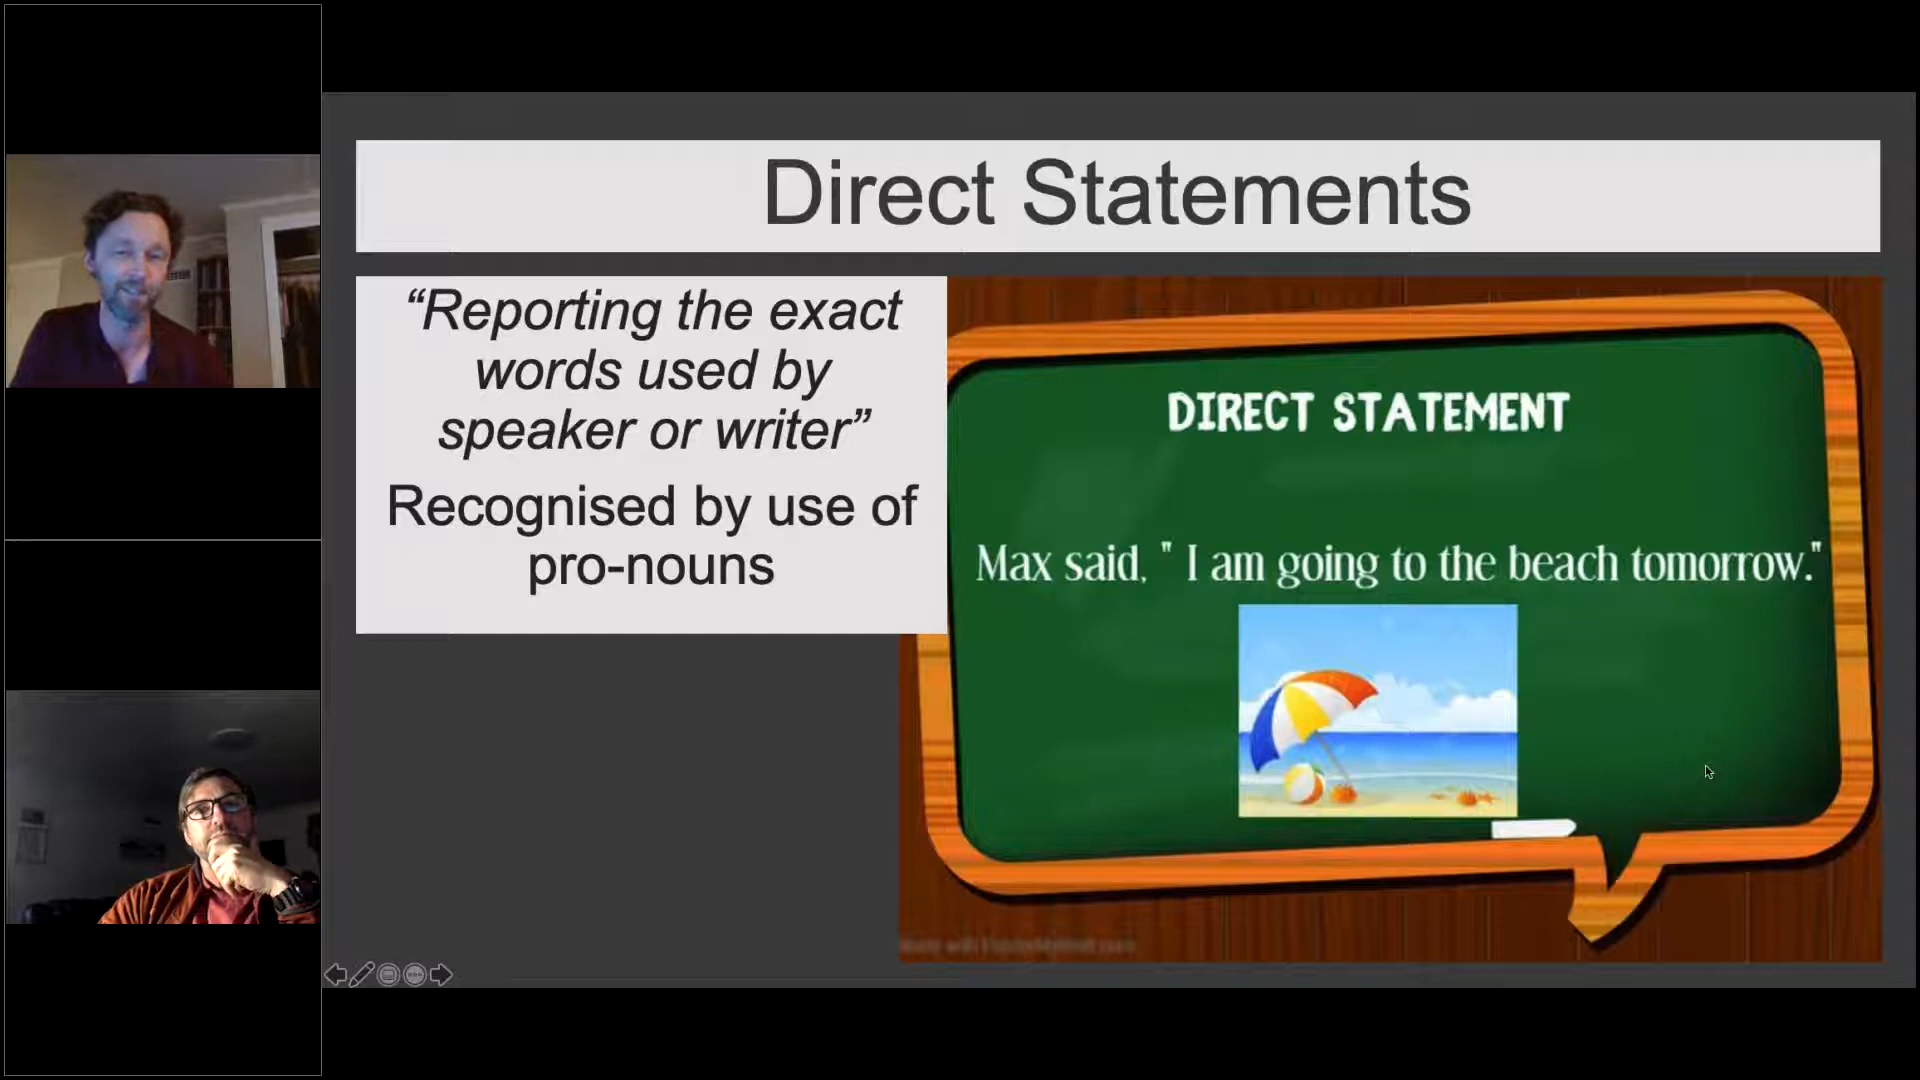 Direct Statements
“Reporting the exact
words used by
speaker or writer”
Recognised by use of
pro-nouns
DIRECT STATEMENT
Max said, " I am going to the beach tomorrow."